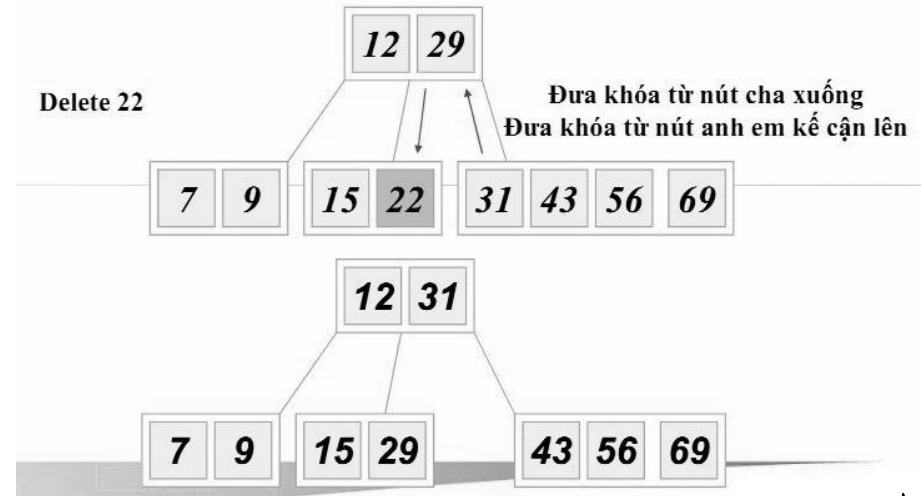 12 29
Delete 22
Đưa khóa từ nút cha xuống
Đưa khóa từ nút anh em kế cận lên
7 9 15 22 31 43 56 69
12 31
7 9 15 29 43 56 69